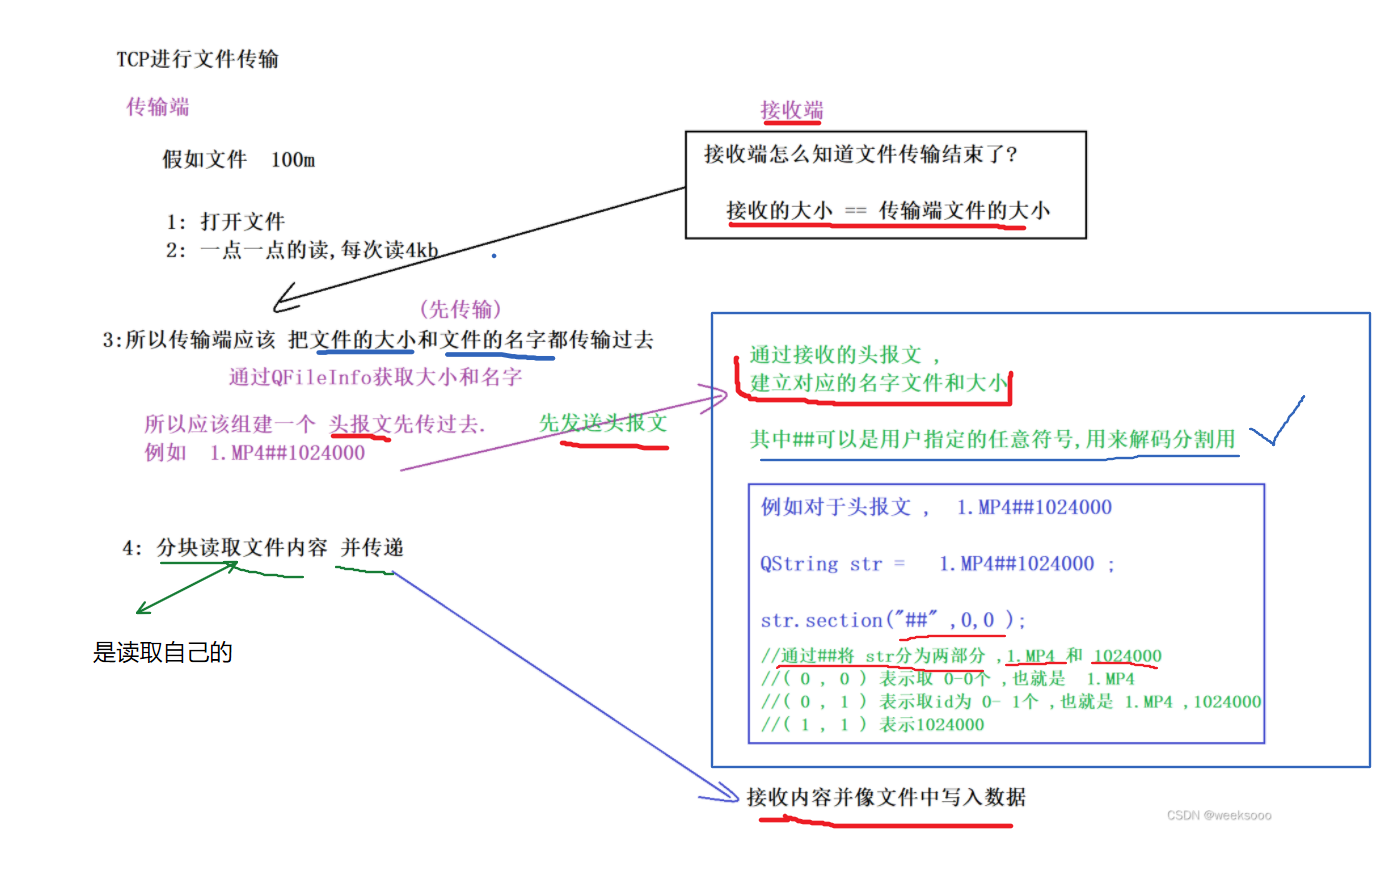 TCP进行文件传输
传输端
接收端
假如文件 100m
接收端怎么知道文件传输结束了?
接收的大小 == 传输端文件的大小
1: 打开文件
2: 一点一点的读,每次读4kb
(先传输)
3:所以传输端应该 把文件的大小和文件的名字都传输过去
通过QFileInfo获取大小和名字
所以应该组建一个 头报文先传过去.
例如 1.MP4##1024000
先发送头报文
通过接收的头报文 ,
建立对应的名字文件和大小
其中##可以是用户指定的任意符号,用来解码分割用
例如对于头报文 , 1.MP4##1024000
QString str = 1.MP4##1024000 ;
str.section("##" ,0,0 );
//通过##将 str分为两部分 ,1.MP4 和 1024000
//( 0 , 0 ) 表示取 0-0个 ,也就是 1.MP4
//( 0 , 1 ) 表示取id为 0- 1个 ,也就是 1.MP4 ,1024000
//( 1 , 1 ) 表示1024000
4: 分块读取文件内容 并传递
是读取自己的
接收内容并像文件中写入数据
CSDN @weeksooo